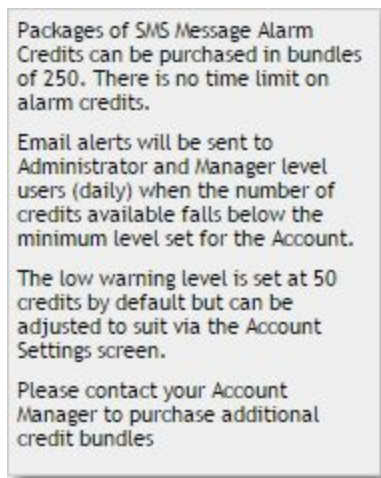 Packages of SMS Message Alarm
Credits can be purchased in bundles
of 250. There is no time limit on
alarm credits.
Email alerts will be sent to
Administrator and Manager level
users (daily) when the number of
credits available falls below the
minimum level set for the Account.
The low warning level is set at 50
credits by default but can be
adjusted to suit via the Account
Settings screen.
Please contact your Account
Manager to purchase additional
credit bundles